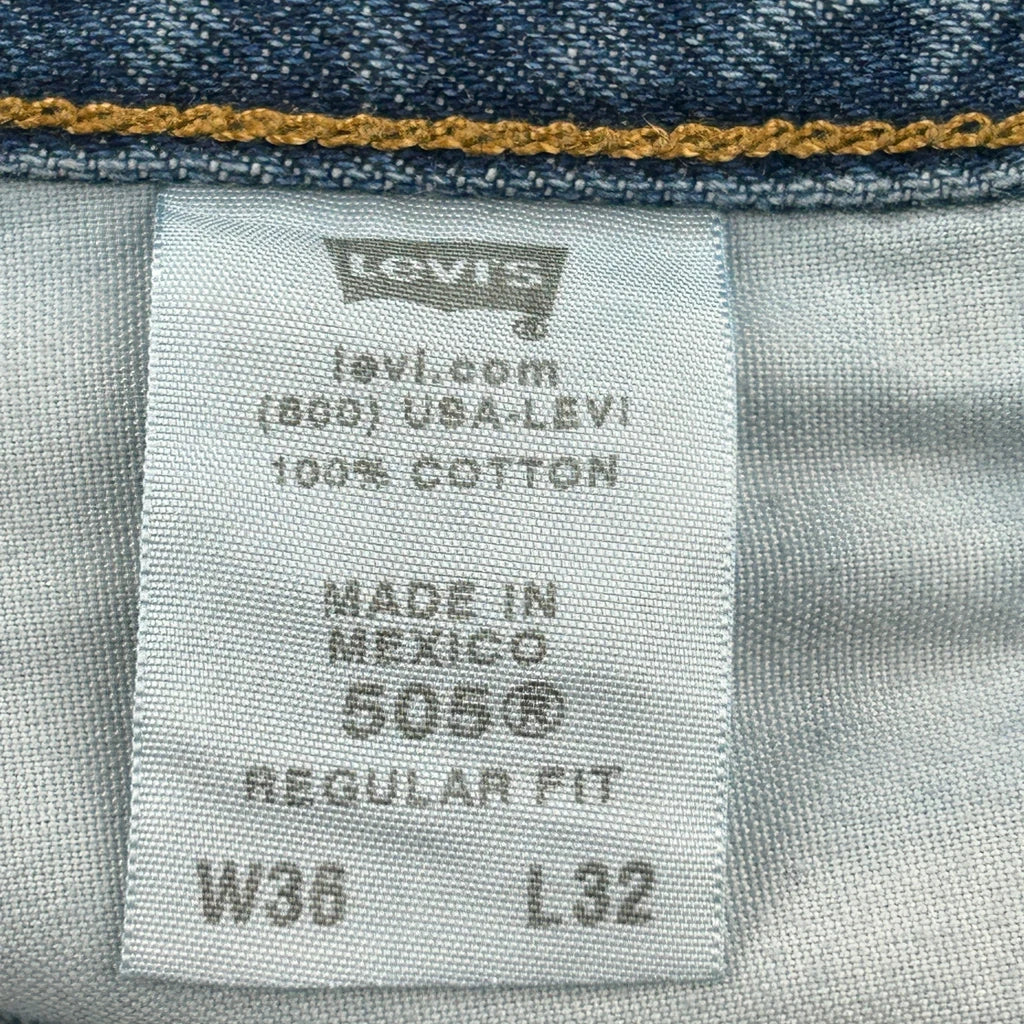 Levi's
®
levi.com
(800) USA-LEVI
100% COTTON
MADE IN
MEXICO
505®
REGULAR FIT
W36 L32